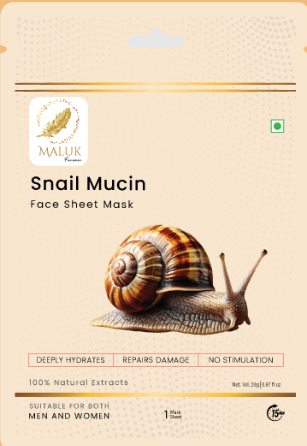 MALUK
Forever
Snail Mucin
Face Sheet Mask
DEEPLY HYDRATES
REPAIRS DAMAGE
NO STIMULATION
100% Natural Extracts
Net. Vol. 20g|0.67 fl oz
SUITABLE FOR BOTH
MEN AND WOMEN
1 Mask Sheet
15